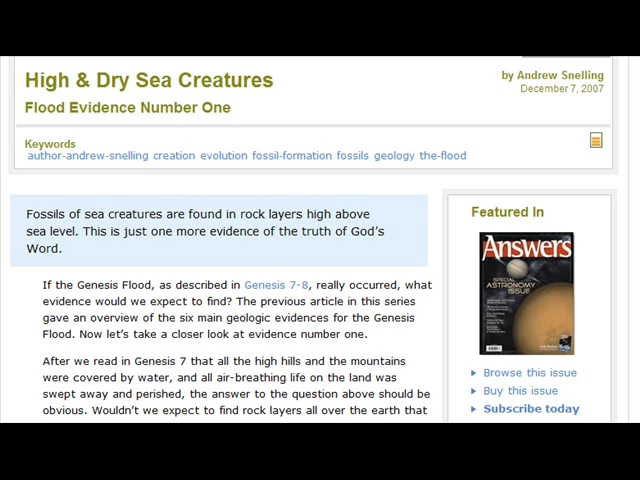 High & Dry Sea Creatures
by Andrew Snelling
December 7, 2007
Flood Evidence Number One
Keywords
author-andrew-snelling creation evolution fossil-formation fossils geology the-flood
Fossils of sea creatures are found in rock layers high above
sea level. This is just one more evidence of the truth of God's
Word.
If the Genesis Flood, as described in Genesis 7-8, really occurred, what
evidence would we expect to find? The previous article in this series
gave an overview of the six main geologic evidences for the Genesis
Flood. Now let's take a closer look at evidence number one.
After we read in Genesis 7 that all the high hills and the mountains
were covered by water, and all air-breathing life on the land was
swept away and perished, the answer to the question above should be
obvious. Wouldn't we expect to find rock layers all over the earth that
Featured In
Answers
SPECIAL
ASTRONOMY
ISSUE
Browse this issue
Buy this issue
Subscribe today